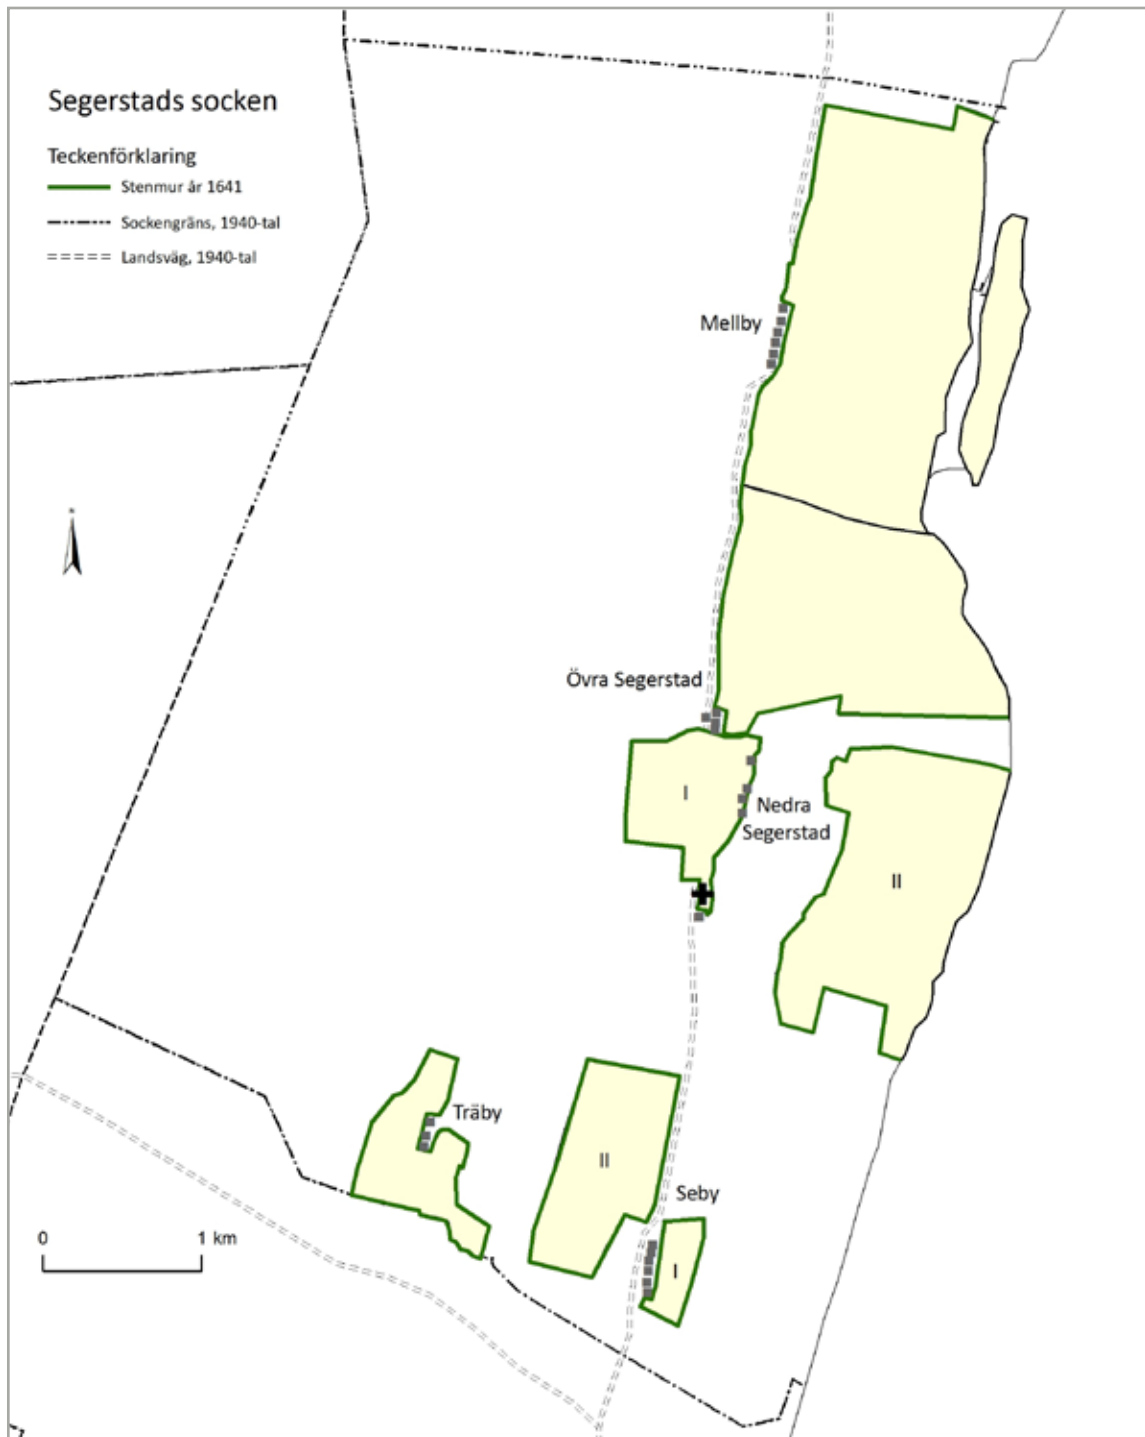 Segerstads socken
Teckenförklaring
Stenmur år 1641
Sockengräns, 1940-tal
Landsväg, 1940-tal
Mellby
Övra Segerstad
I
Nedra
Segerstad
II
Träby
II
Seby
I
0 1 km